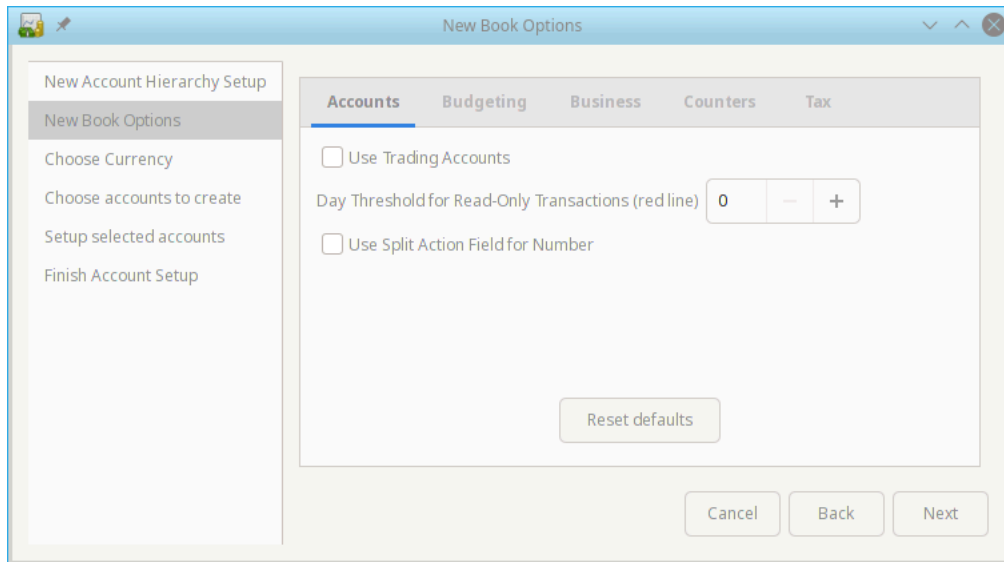 New Book Options
New Account Hierarchy Setup
New Book Options
Choose Currency
Choose accounts to create
Setup selected accounts
Finish Account Setup
Accounts Budgeting Business Counters Tax
Use Trading Accounts
Day Threshold for Read-Only Transactions (red line) 0 − +
Use Split Action Field for Number
Reset defaults
Cancel Back Next